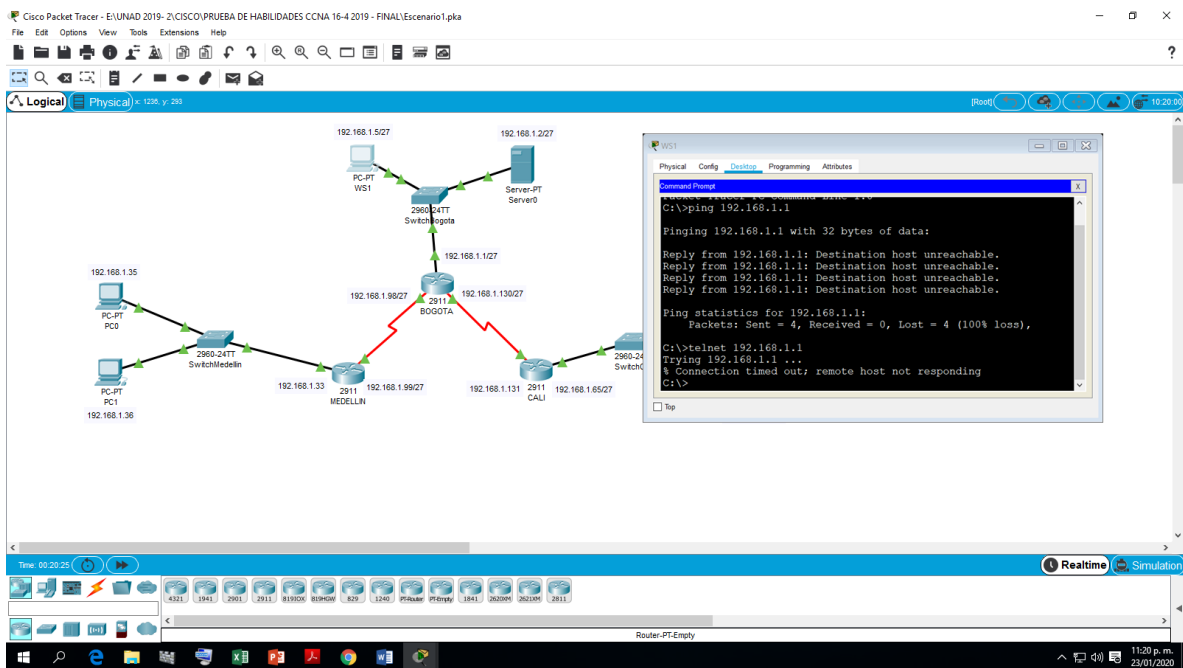 Cisco Packet Tracer - E:\UNAD 2019- 2\CISCO\PRUEBA DE HABILIDADES CCNA 16-4 2019 - FINAL\Escenario1.pka
File Edit Options View Tools Extensions Help
Logical Physical x: 1235, y: 293 [Root] 10:20:00
192.168.1.5/27
PC-PT
WS1
192.168.1.2/27
Server-PT
Server0
2960-24TT
SwitchBogota
192.168.1.1/27
192.168.1.98/27
192.168.1.130/27
2911
BOGOTA
192.168.1.35
PC-PT
PC0
2960-24TT
SwitchMedellin
PC-PT
PC1
192.168.1.36
192.168.1.33
192.168.1.99/27
2911
MEDELLIN
192.168.1.131
192.168.1.65/27
2911
CALI
2960-24
SwitchC
WS1
Physical Config Desktop Programming Attributes
Command Prompt X
Packet Tracer PC Command Line 1.0
C:\>ping 192.168.1.1
Pinging 192.168.1.1 with 32 bytes of data:
Reply from 192.168.1.1: Destination host unreachable.
Reply from 192.168.1.1: Destination host unreachable.
Reply from 192.168.1.1: Destination host unreachable.
Reply from 192.168.1.1: Destination host unreachable.
Ping statistics for 192.168.1.1:
Packets: Sent = 4, Received = 0, Lost = 4 (100% loss),
C:\>telnet 192.168.1.1
Trying 192.168.1.1 ...
% Connection timed out; remote host not responding
C:\>
Top
Time: 00:20:25
Realtime Simulation
4321 1941 2901 2911 819IOX 819HGW 829 1240 PT-Router PT-Empty 1841 2620XM 2621XM 2811
Router-PT-Empty
11:20 p. m.
23/01/2020